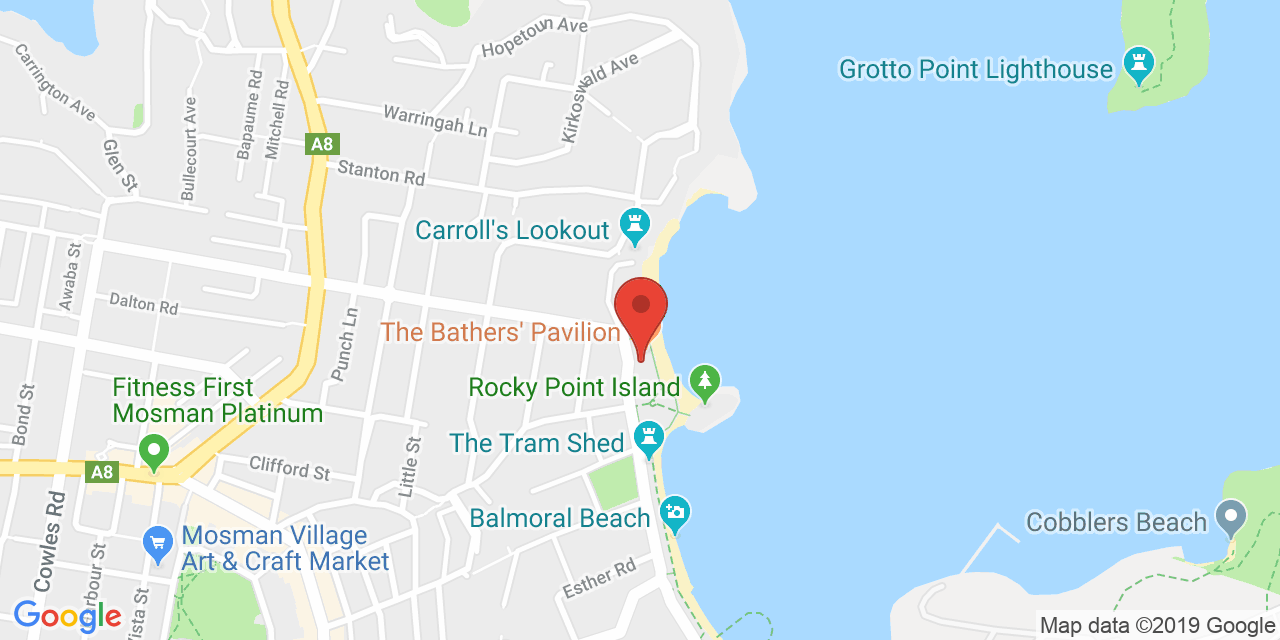 Hopetoun Ave
Carrington Ave
Kirkoswald Ave
Grotto Point Lighthouse
Bapaume Rd
Mitchell Rd
Bullecourt Ave
Warringah Ln
A8
Glen St
Stanton Rd
Carroll's Lookout
Awaba St
Dalton Rd
Punch Ln
The Bathers' Pavilion
Fitness First
Mosman Platinum
Rocky Point Island
Bond St
The Tram Shed
Little St
Clifford St
A8
Cowles Rd
Balmoral Beach
Cobblers Beach
Mosman Village
Art & Craft Market
rbour St
Esther Rd
Vista St
Google
Map data ©2019 Google